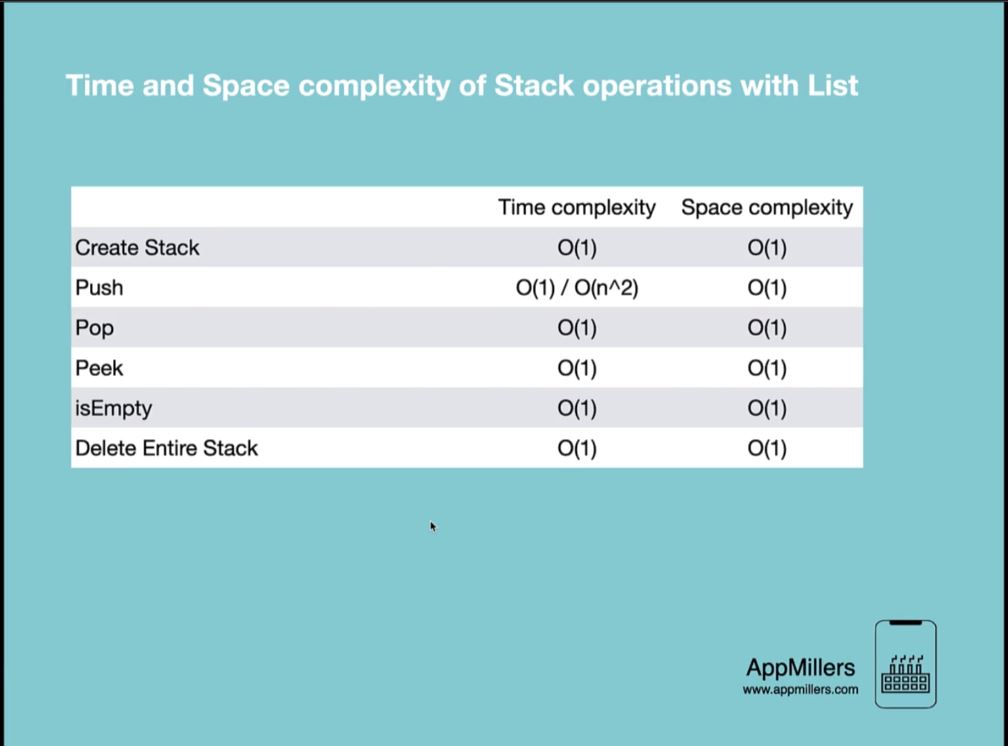 Time and Space complexity of Stack operations with List
Time complexity Space complexity
Create Stack O(1) O(1)
Push O(1) / O(n^2) O(1)
Pop O(1) O(1)
Peek O(1) O(1)
isEmpty O(1) O(1)
Delete Entire Stack O(1) O(1)
AppMillers
www.appmillers.com